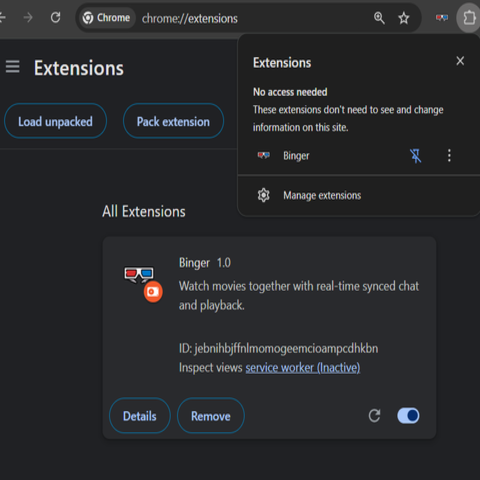 Chrome
chrome://extensions
Extensions
Load unpacked
Pack extension
Extensions
No access needed
These extensions don't need to see and change
information on this site.
Binger
Manage extensions
All Extensions
Binger 1.0
Watch movies together with real-time synced chat
and playback.
ID: jebnihbjffnlmomogeemcioampcdhkbn
Inspect views service worker (Inactive)
Details
Remove